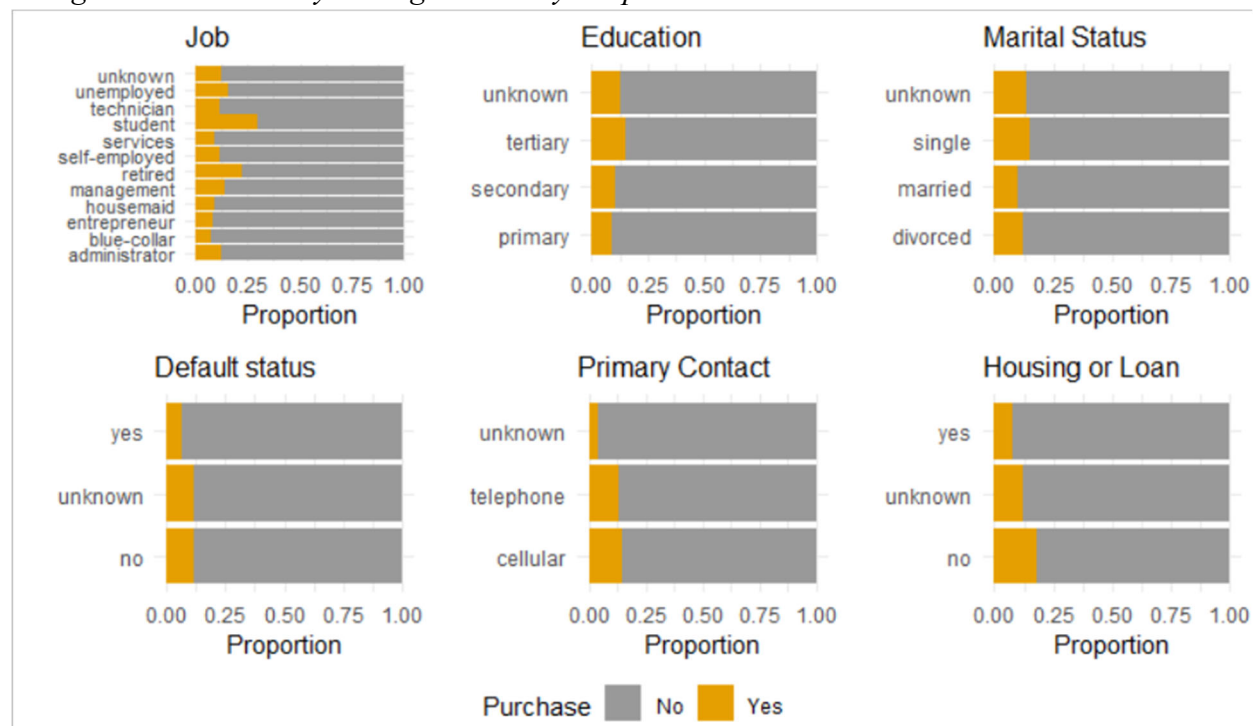 Job
unknown
unemployed
technician
student
services
self-employed
retired
management
housemaid
entrepreneur
blue-collar
administrator
0.00 0.25 0.50 0.75 1.00
Proportion
Education
unknown
tertiary
secondary
primary
0.00 0.25 0.50 0.75 1.00
Proportion
Marital Status
unknown
single
married
divorced
0.00 0.25 0.50 0.75 1.00
Proportion
Default status
yes
unknown
no
0.00 0.25 0.50 0.75 1.00
Proportion
Primary Contact
unknown
telephone
cellular
0.00 0.25 0.50 0.75 1.00
Proportion
Housing or Loan
yes
unknown
no
0.00 0.25 0.50 0.75 1.00
Proportion
Purchase No Yes